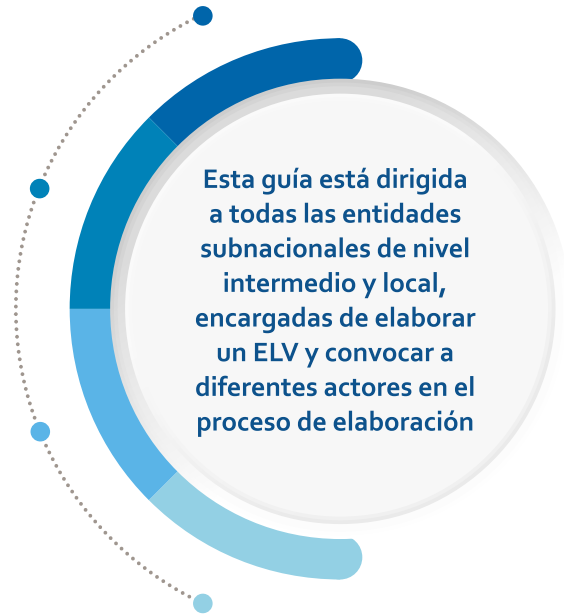 Esta guía está dirigida
a todas las entidades
subnacionales de nivel
intermedio y local,
encargadas de elaborar
un ELV y convocar a
diferentes actores en el
proceso de elaboración